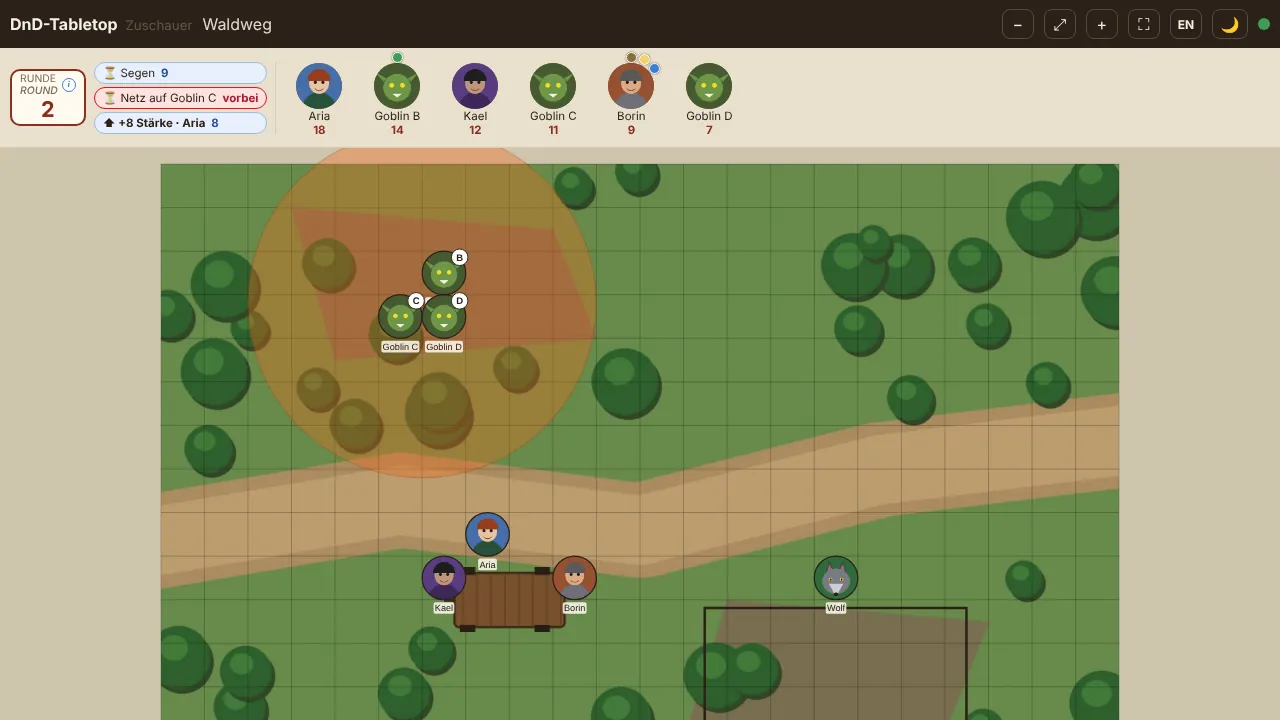 DnD-Tabletop Zuschauer Waldweg
− + EN
RUNDE
ROUND
i
2
Segen 9
Netz auf Goblin C vorbei
+8 Stärke · Aria 8
Aria
18
Goblin B
14
Kael
12
Goblin C
11
Borin
9
Goblin D
7
B
C
D
Goblin C
Goblin D
Aria
Kael
Borin
Wolf